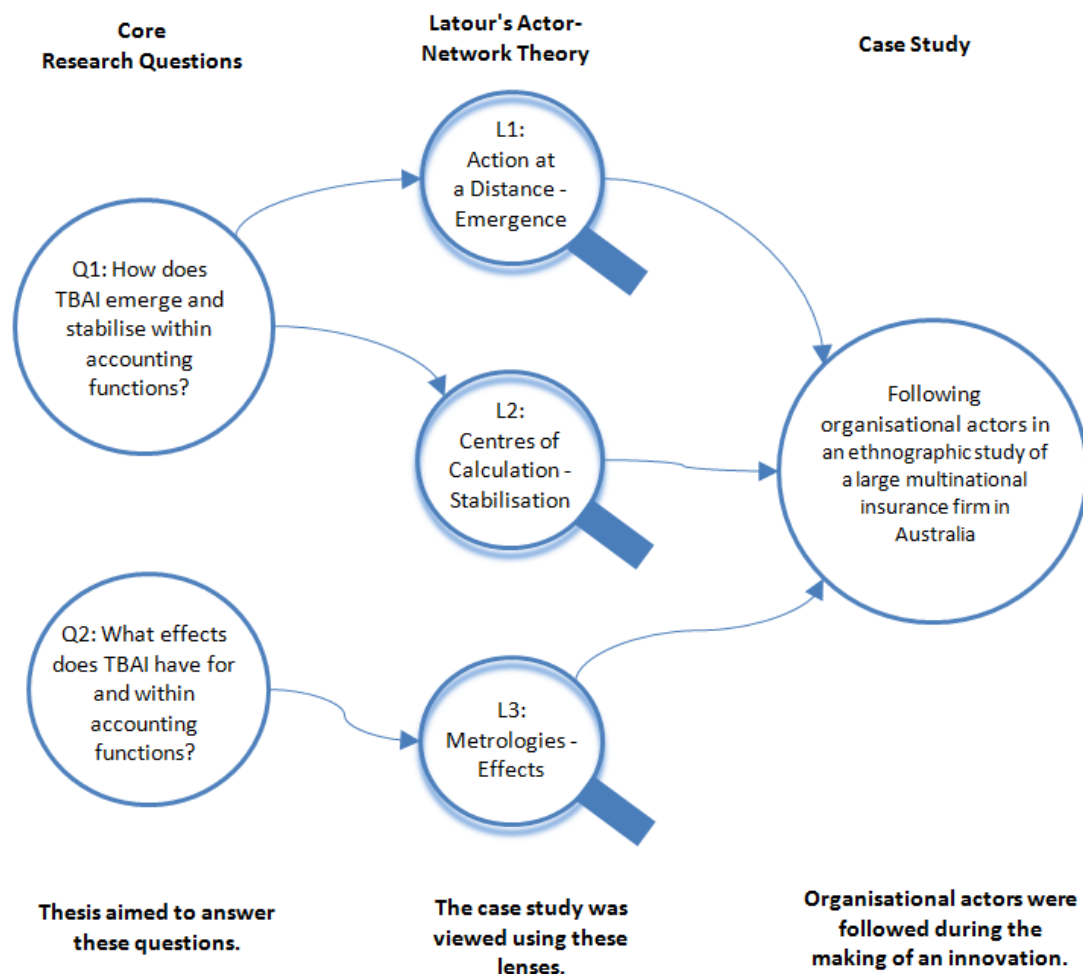 Core
Research Questions
Latour's Actor-
Network Theory
Case Study
L1:
Action at
a Distance -
Emergence
Q1: How does
TBAI emerge and
stabilise within
accounting
functions?
L2:
Centres of
Calculation -
Stabilisation
Following
organisational actors in
an ethnographic study of
a large multinational
insurance firm in
Australia
Q2: What effects
does TBAI have for
and within
accounting
functions?
L3:
Metrologies -
Effects
Thesis aimed to answer
these questions.
The case study was
viewed using these
lenses.
Organisational actors were
followed during the
making of an innovation.